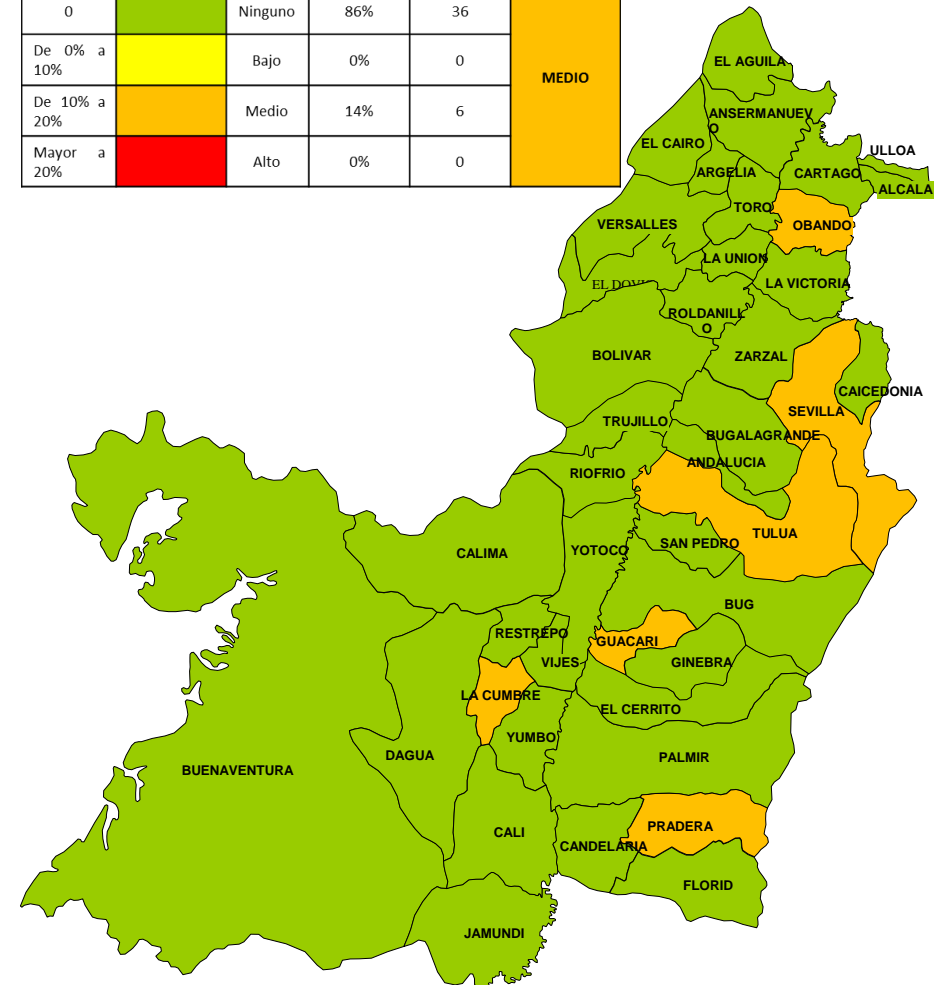 0 Ninguno 86% 36
De 0% a
10% Bajo 0% 0
MEDIO
De 10% a
20% Medio 14% 6
Mayor a
20% Alto 0% 0
EL AGUILA
ANSERMANUEV
O
EL CAIRO
ULLOA
ARGELIA
CARTAGO
ALCALA
TORO
VERSALLES
OBANDO
LA UNION
EL DOVI
LA VICTORIA
ROLDANILL
O
BOLIVAR
ZARZAL
CAICEDONIA
SEVILLA
TRUJILLO
BUGALAGRANDE
ANDALUCIA
RIOFRIO
TULUA
SAN PEDRO
CALIMA
YOTOCO
BUG
RESTREPO
GUACARI
VIJES
GINEBRA
LA CUMBRE
EL CERRITO
YUMBO
DAGUA
PALMIR
BUENAVENTURA
PRADERA
CALI
CANDELARIA
FLORID
JAMUNDI